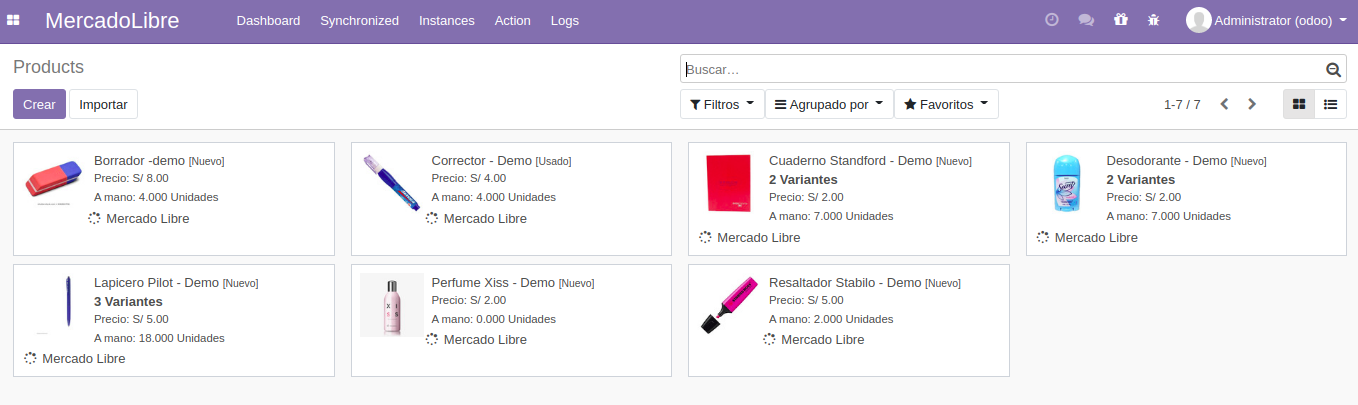 MercadoLibre Dashboard Synchronized Instances Action Logs Administrator (odoo)
Products
Buscar...
Crear Importar
Filtros Agrupado por Favoritos 1-7 / 7
Borrador -demo [Nuevo]
Precio: S/ 8.00
A mano: 4.000 Unidades
Mercado Libre
Corrector - Demo [Usado]
Precio: S/ 4.00
A mano: 4.000 Unidades
Mercado Libre
Cuaderno Standford - Demo [Nuevo]
2 Variantes
Precio: S/ 2.00
A mano: 7.000 Unidades
Mercado Libre
Desodorante - Demo [Nuevo]
2 Variantes
Precio: S/ 2.00
A mano: 7.000 Unidades
Mercado Libre
Lapicero Pilot - Demo [Nuevo]
3 Variantes
Precio: S/ 5.00
A mano: 18.000 Unidades
Mercado Libre
XI
SS
Perfume Xiss - Demo [Nuevo]
Precio: S/ 2.00
A mano: 0.000 Unidades
Mercado Libre
Resaltador Stabilo - Demo [Nuevo]
Precio: S/ 5.00
A mano: 2.000 Unidades
Mercado Libre